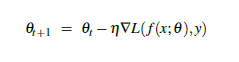 θt+1 = θt − η∇L(f(x;θ),y)